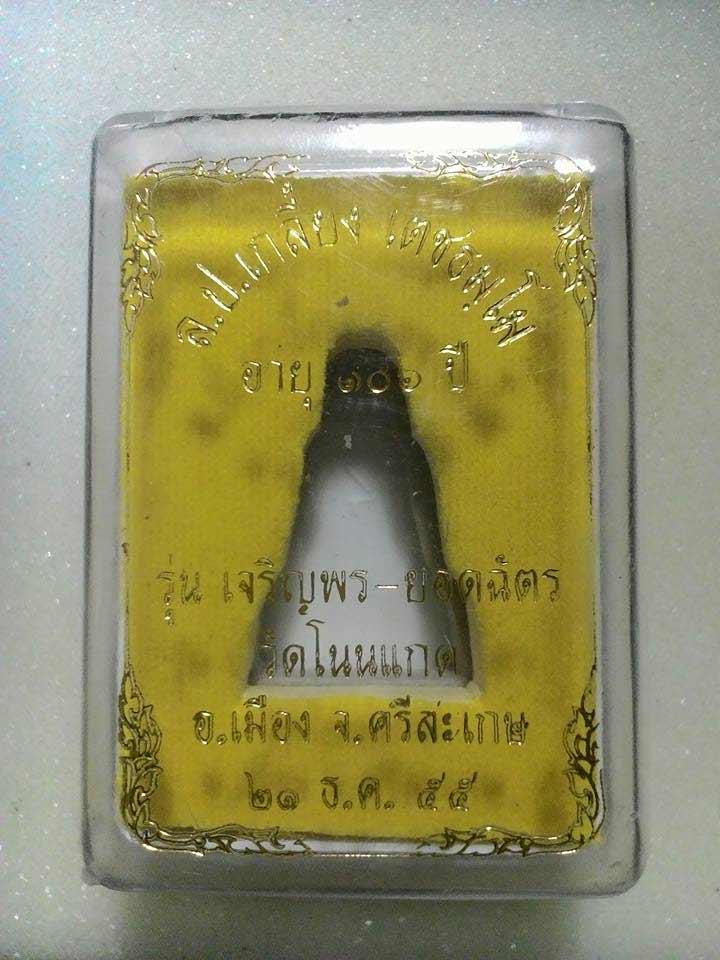 ล.ป.เกลี้ยง เตชธมฺโม
อายุ ๑๐๖ ปี
รุ่น เจริญพร-ยอดฉัตร
วัดโนนแกด
อ.เมือง จ.ศรีสะเกษ
๒๑ ธ.ค. ๕๕